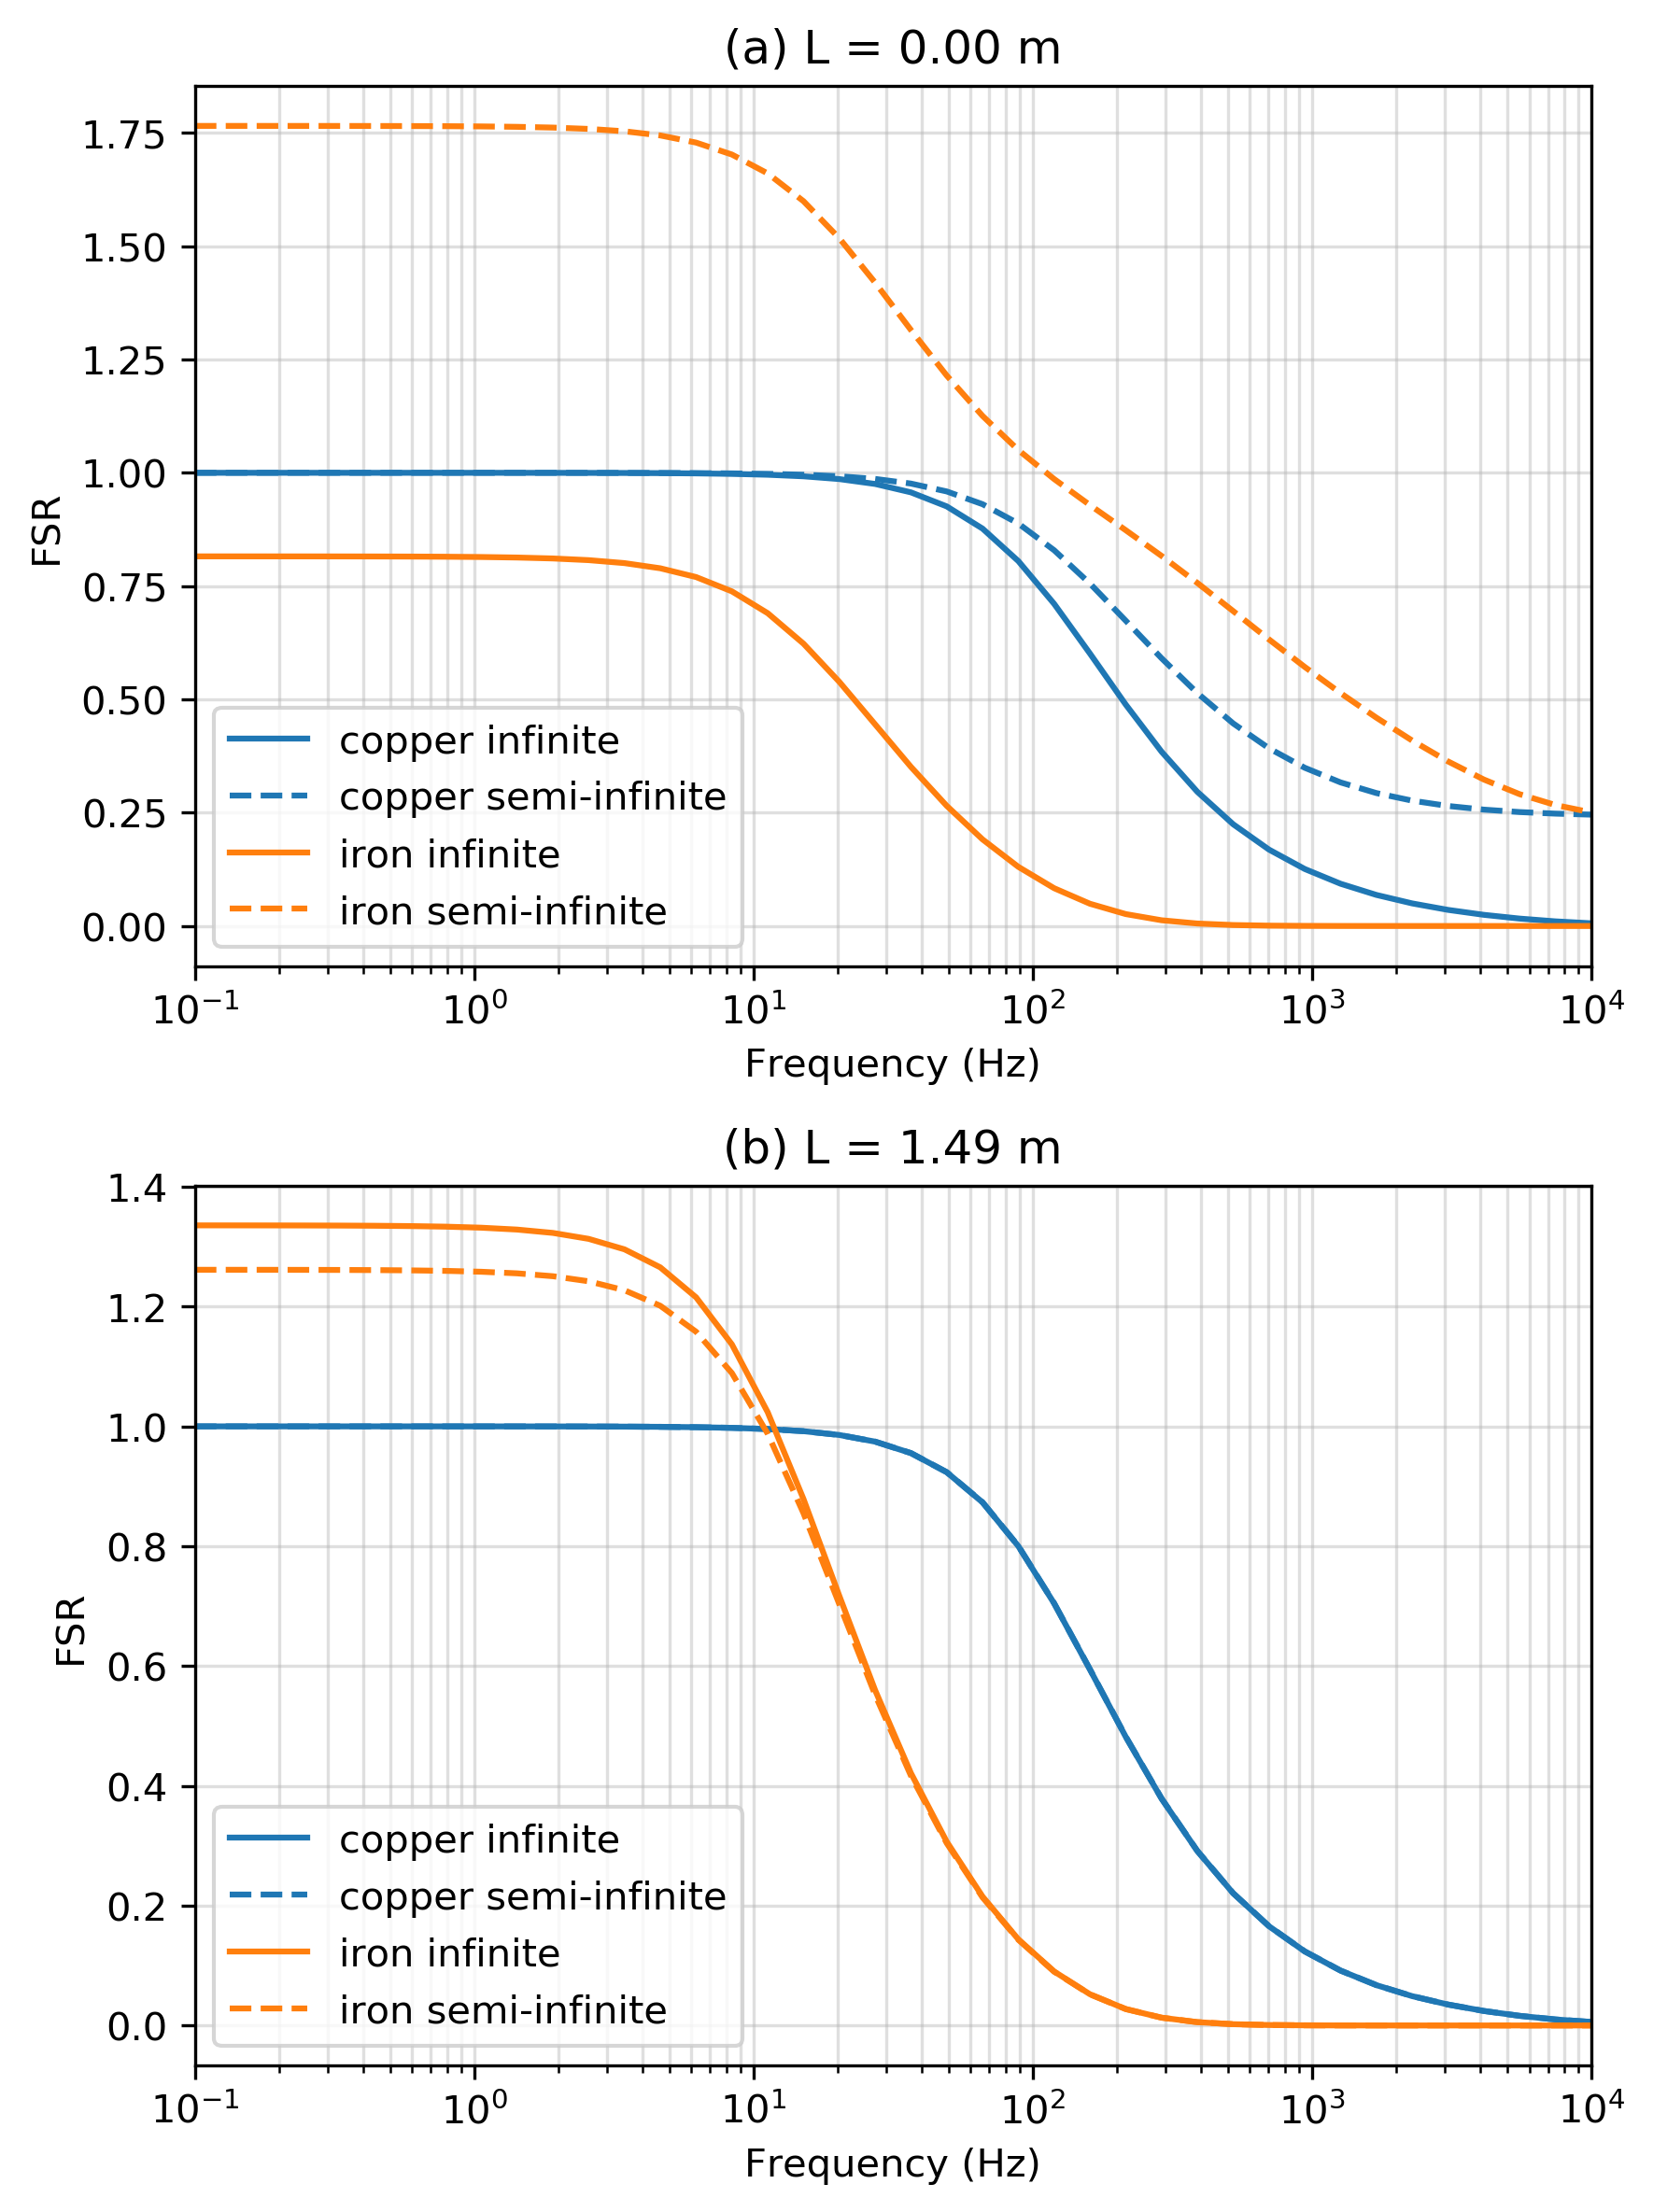 (a) L = 0.00 m
1.75
1.50
1.25
1.00
0.75
0.50
0.25
0.00
FSR
copper infinite
copper semi-infinite
iron infinite
iron semi-infinite
10⁻¹ 10⁰ 10¹ 10² 10³ 10⁴
Frequency (Hz)
(b) L = 1.49 m
1.4
1.2
1.0
0.8
0.6
0.4
0.2
0.0
FSR
copper infinite
copper semi-infinite
iron infinite
iron semi-infinite
10⁻¹ 10⁰ 10¹ 10² 10³ 10⁴
Frequency (Hz)